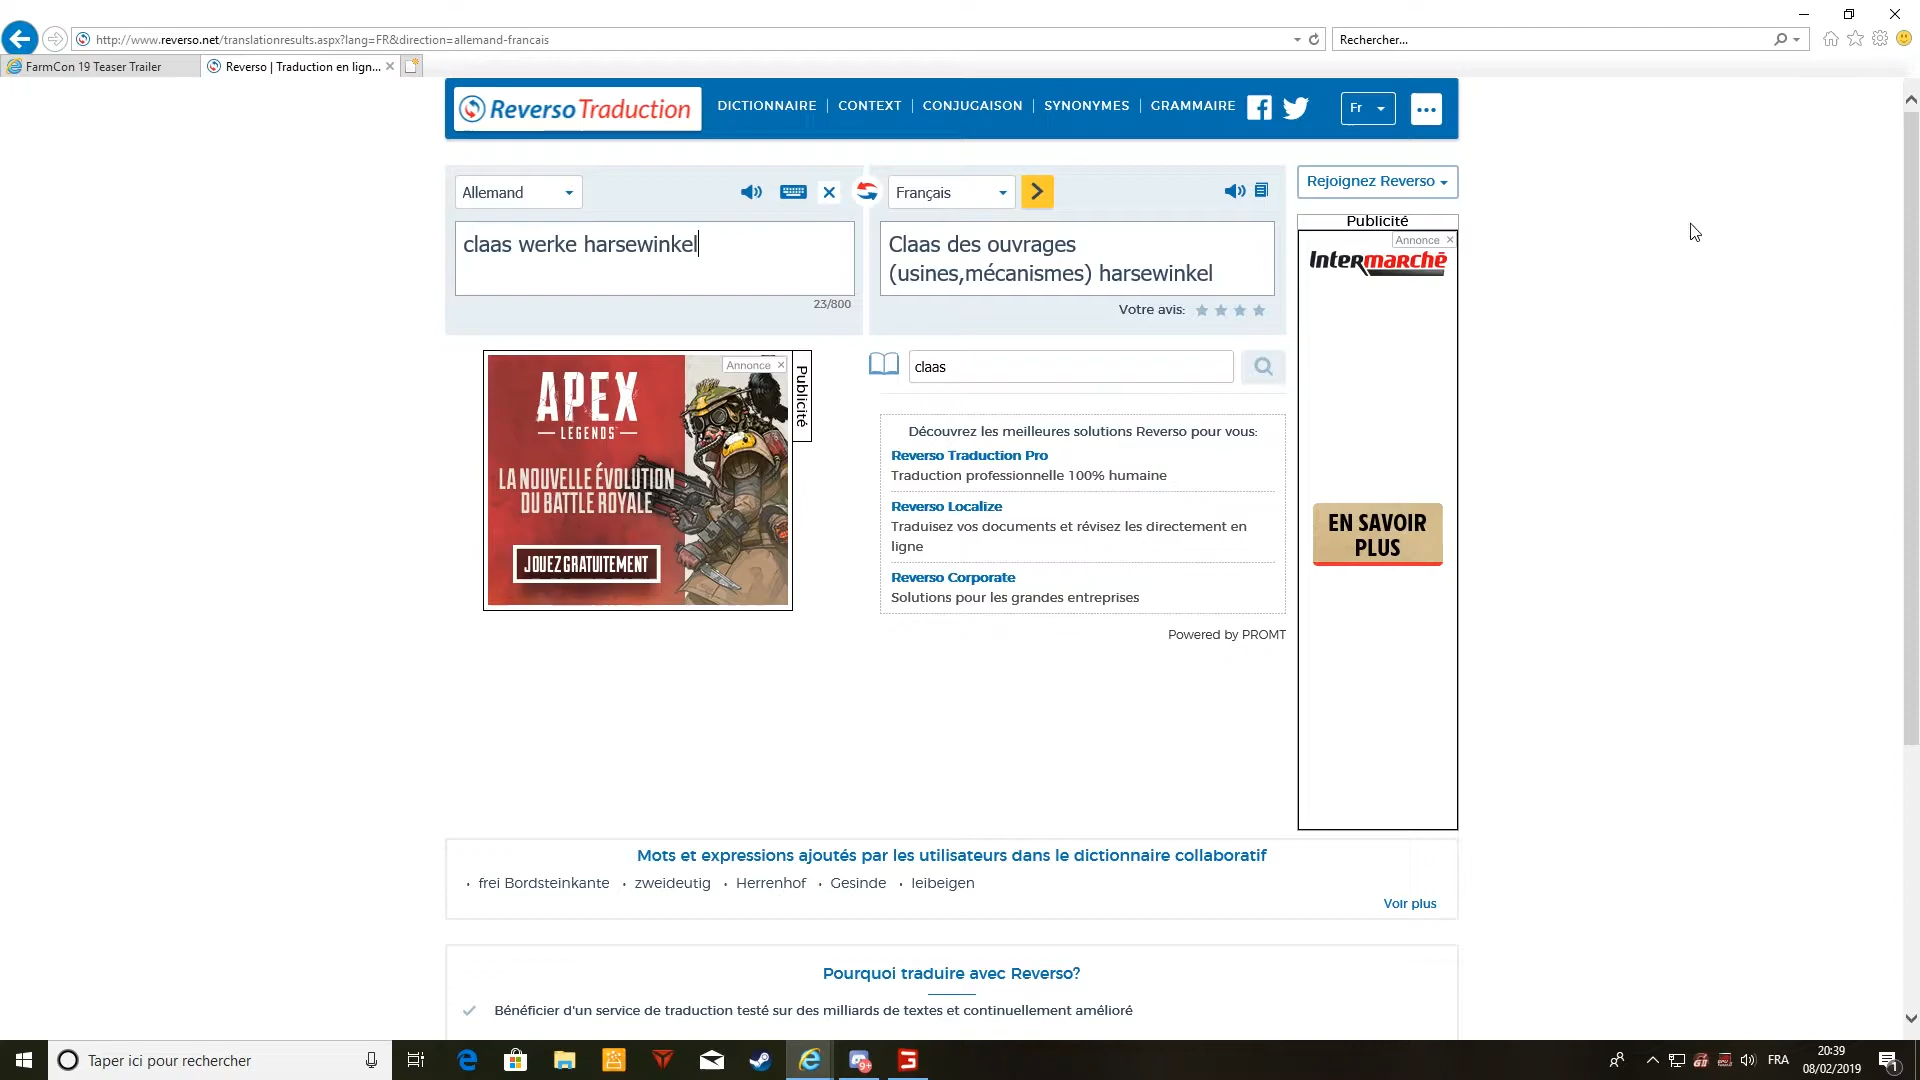 http://www.reverso.net/translationresults.aspx?lang=FR&direction=allemand-francais
Rechercher...
FarmCon 19 Teaser Trailer
Reverso | Traduction en lign...
Reverso Traduction
DICTIONNAIRE
CONTEXT
CONJUGAISON
SYNONYMES
GRAMMAIRE
Fr
Allemand
Français
Rejoignez Reverso
claas werke harsewinkel
23/800
Claas des ouvrages
(usines,mécanismes) harsewinkel
Votre avis:
Publicité
Annonce
Intermarché
EN SAVOIR
PLUS
Annonce
Publicité
APEX
LEGENDS
LA NOUVELLE ÉVOLUTION
DU BATTLE ROYALE
JOUEZ GRATUITEMENT
claas
Découvrez les meilleures solutions Reverso pour vous:
Reverso Traduction Pro
Traduction professionnelle 100% humaine
Reverso Localize
Traduisez vos documents et révisez les directement en
ligne
Reverso Corporate
Solutions pour les grandes entreprises
Powered by PROMT
Mots et expressions ajoutés par les utilisateurs dans le dictionnaire collaboratif
• frei Bordsteinkante • zweideutig • Herrenhof • Gesinde • leibeigen
Voir plus
Pourquoi traduire avec Reverso?
Bénéficier d'un service de traduction testé sur des milliards de textes et continuellement amélioré
Taper ici pour rechercher
9+
FRA
20:39
08/02/2019
1